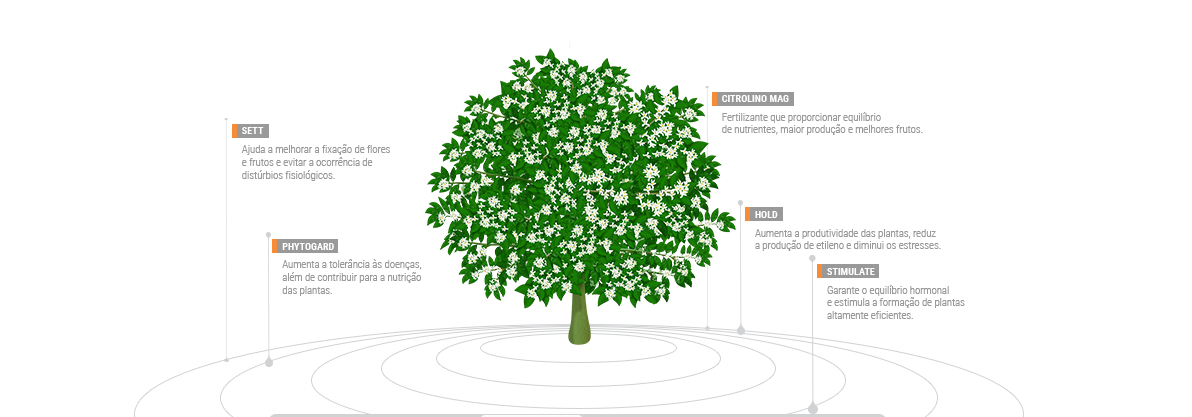 SETT
Ajuda a melhorar a fixação de flores
e frutos e evitar a ocorrência de
distúrbios fisiológicos.
PHYTOGARD
Aumenta a tolerância às doenças,
além de contribuir para a nutrição
das plantas.
CITROLINO MAG
Fertilizante que proporcionar equilíbrio
de nutrientes, maior produção e melhores frutos.
HOLD
Aumenta a produtividade das plantas, reduz
a produção de etileno e diminui os estresses.
STIMULATE
Garante o equilíbrio hormonal
e estimula a formação de plantas
altamente eficientes.